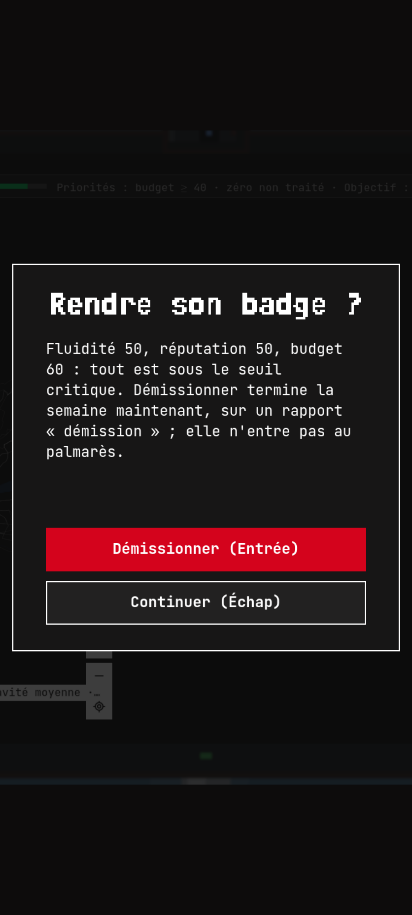 Priorités : budget ≥ 40 · zéro non traité · Objectif :
Rendre son badge ?
Fluidité 50, réputation 50, budget
60 : tout est sous le seuil
critique. Démissionner termine la
semaine maintenant, sur un rapport
« démission » ; elle n'entre pas au
palmarès.
Démissionner (Entrée)
Continuer (Échap)
moyenne ·…